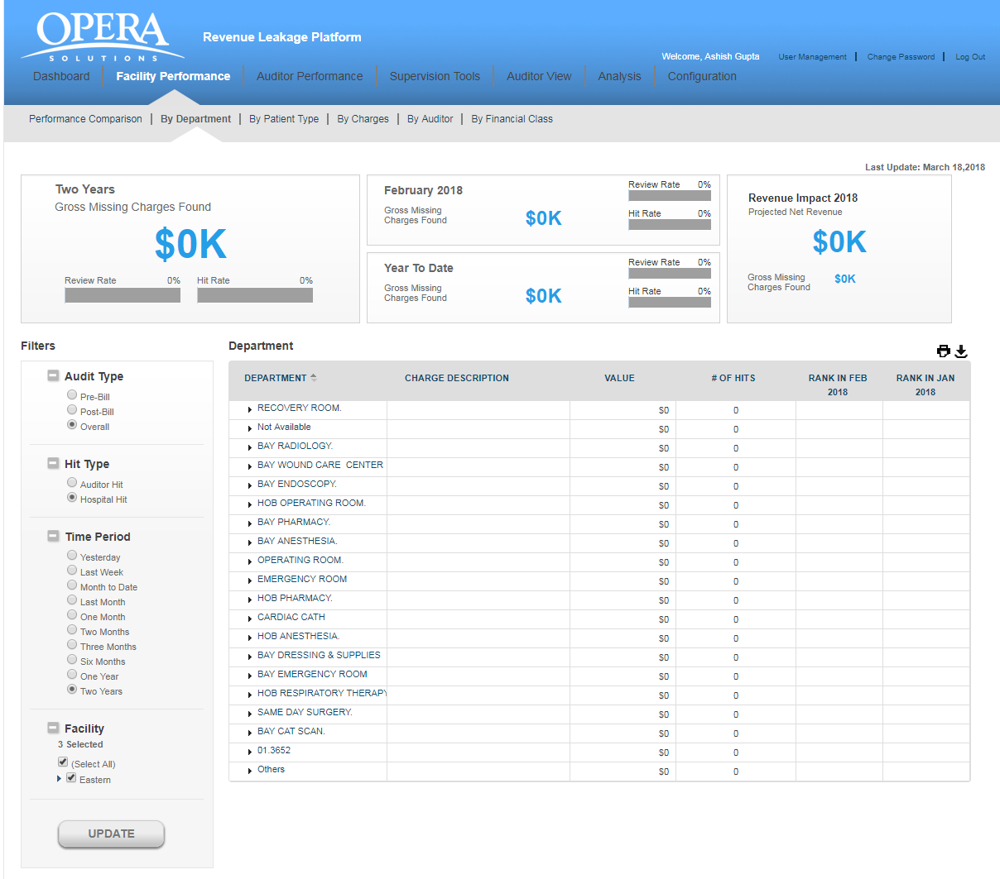 OPERA
SOLUTIONS
Revenue Leakage Platform
Welcome, Ashish Gupta User Management | Change Password | Log Out
Dashboard Facility Performance Auditor Performance Supervision Tools Auditor View Analysis Configuration
Performance Comparison | By Department | By Patient Type | By Charges | By Auditor | By Financial Class
Last Update: March 18,2018
Two Years
Gross Missing Charges Found
$0K
Review Rate 0% Hit Rate 0%
February 2018
Gross Missing
Charges Found
$0K
Review Rate 0%
Hit Rate 0%
Year To Date
Gross Missing
Charges Found
$0K
Review Rate 0%
Hit Rate 0%
Revenue Impact 2018
Projected Net Revenue
$0K
Gross Missing
Charges Found
$0K
Filters
Audit Type
Pre-Bill
Post-Bill
Overall
Hit Type
Auditor Hit
Hospital Hit
Time Period
Yesterday
Last Week
Month to Date
Last Month
One Month
Two Months
Three Months
Six Months
One Year
Two Years
Facility
3 Selected
(Select All)
Eastern
UPDATE
Department
DEPARTMENT CHARGE DESCRIPTION VALUE # OF HITS RANK IN FEB 2018 RANK IN JAN 2018
RECOVERY ROOM. $0 0
Not Available $0 0
BAY RADIOLOGY. $0 0
BAY WOUND CARE CENTER $0 0
BAY ENDOSCOPY. $0 0
HOB OPERATING ROOM. $0 0
BAY PHARMACY. $0 0
BAY ANESTHESIA. $0 0
OPERATING ROOM. $0 0
EMERGENCY ROOM $0 0
HOB PHARMACY. $0 0
CARDIAC CATH $0 0
HOB ANESTHESIA. $0 0
BAY DRESSING & SUPPLIES $0 0
BAY EMERGENCY ROOM $0 0
HOB RESPIRATORY THERAPY $0 0
SAME DAY SURGERY. $0 0
BAY CAT SCAN. $0 0
01.3652 $0 0
Others $0 0